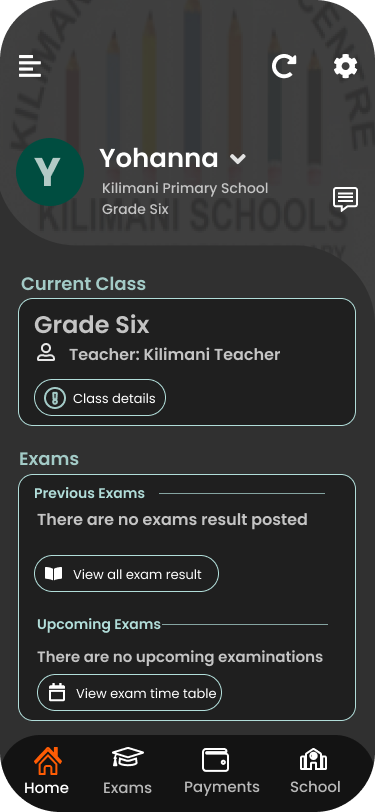 Y
Yohanna
Kilimani Primary School
Grade Six
KILIMANI SCHOOLS
Current Class
Grade Six
Teacher: Kilimani Teacher
Class details
Exams
Previous Exams
There are no exams result posted
View all exam result
Upcoming Exams
There are no upcoming examinations
View exam time table
Home
Exams
Payments
School